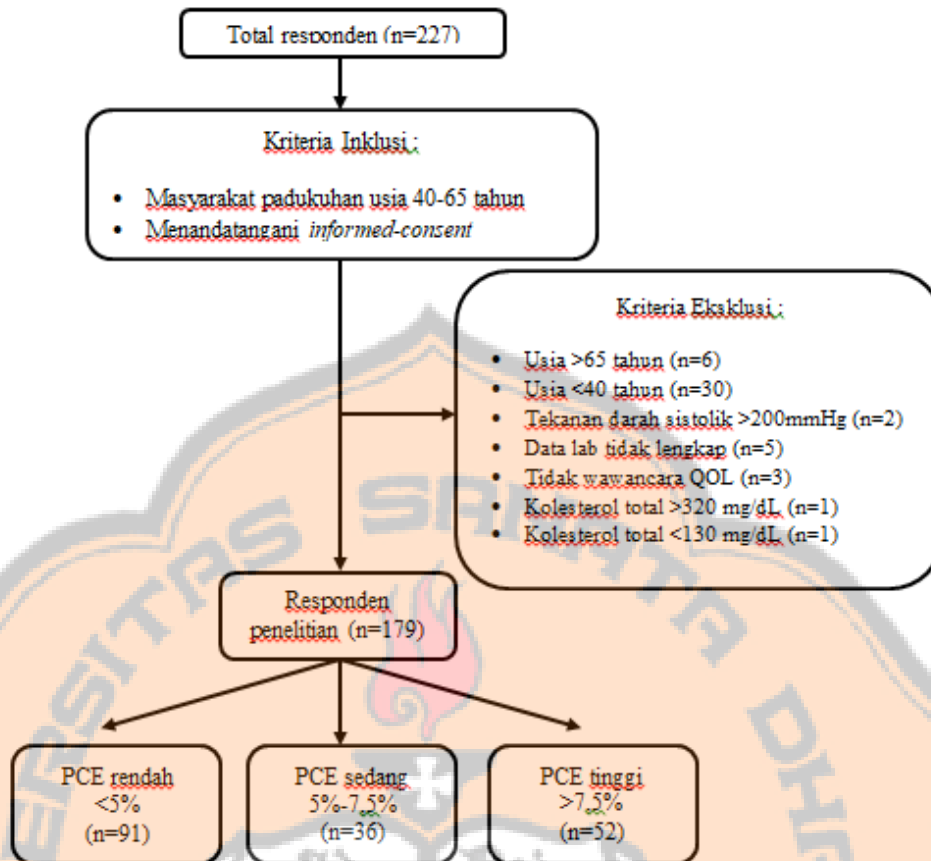 Total responden (n=227)
Kriteria Inklusi :
• Masyarakat padukuhan usia 40-65 tahun
• Menandatangani informed-consent
Kriteria Eksklusi :
• Usia >65 tahun (n=6)
• Usia <40 tahun (n=30)
• Tekanan darah sistolik >200mmHg (n=2)
• Data lab tidak lengkap (n=5)
• Tidak wawancara QOL (n=3)
• Kolesterol total >320 mg/dL (n=1)
• Kolesterol total <130 mg/dL (n=1)
Responden
penelitian (n=179)
PCE rendah
<5%
(n=91)
PCE sedang
5%-7,5%
(n=36)
PCE tinggi
>7,5%
(n=52)
ERSITAS SANATA DH